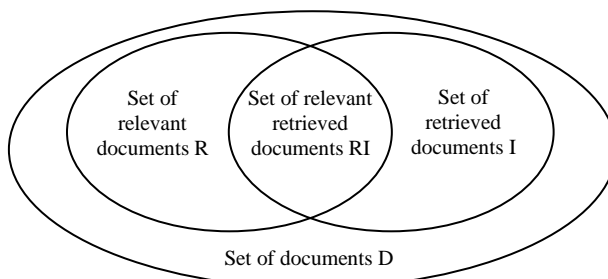 Set of
relevant
documents R
Set of relevant
retrieved
documents RI
Set of
retrieved
documents I
Set of documents D